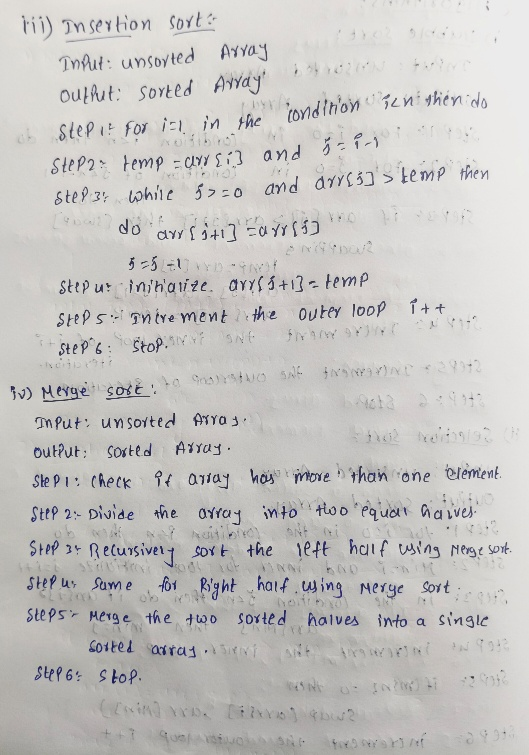 iii) Insertion sort:-
Input: unsorted Array
Output: sorted Array
Step 1: For i=1 in the condition i<n then do
Step2: temp = arr[i] and j = i-1
Step 3: while j>=0 and arr[j] > temp then
do arr[j+1] = arr[j]
j=j-1
Step 4: initialize arr[j+1] = temp
Step 5:- Increment the outer loop i++
Step 6: Stop.
iv) Merge sort:
Input: unsorted Array.
output: sorted Array.
Step 1: Check if array has more than one element.
Step 2:- Divide the array into two equal halves.
Step 3:- Recursively sort the left half using Merge sort.
Step 4: Same for Right half using Merge sort.
Step5:- Merge the two sorted halves into a single
sorted array.
Step 6: Stop.